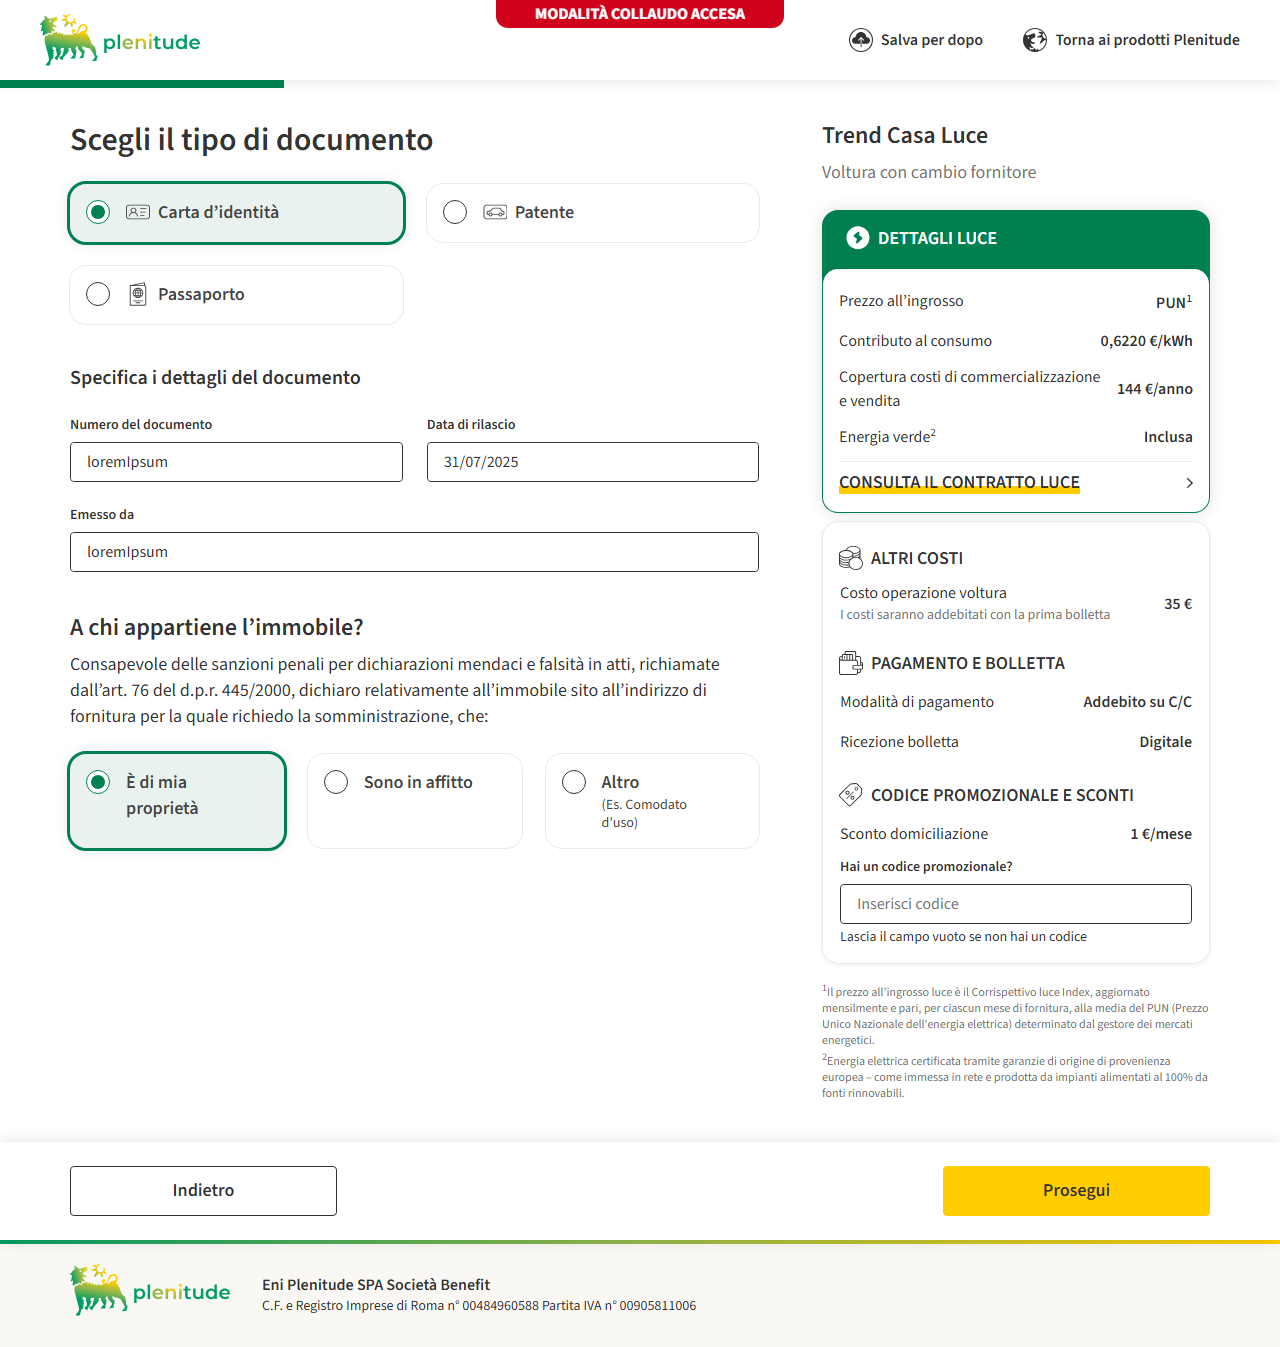 MODALITÀ COLLAUDO ACCESA
plenitude
Salva per dopo
Torna ai prodotti Plenitude
Scegli il tipo di documento
Carta d’identità
Patente
Passaporto
Specifica i dettagli del documento
Numero del documento
Data di rilascio
loremIpsum
31/07/2025
Emesso da
loremIpsum
A chi appartiene l’immobile?
Consapevole delle sanzioni penali per dichiarazioni mendaci e falsità in atti, richiamate
dall’art. 76 del d.p.r. 445/2000, dichiaro relativamente all’immobile sito all’indirizzo di
fornitura per la quale richiedo la somministrazione, che:
È di mia
proprietà
Sono in affitto
Altro
(Es. Comodato
d’uso)
Trend Casa Luce
Voltura con cambio fornitore
DETTAGLI LUCE
Prezzo all’ingrosso
PUN¹
Contributo al consumo
0,6220 €/kWh
Copertura costi di commercializzazione
e vendita
144 €/anno
Energia verde²
Inclusa
CONSULTA IL CONTRATTO LUCE
ALTRI COSTI
Costo operazione voltura
I costi saranno addebitati con la prima bolletta
35 €
PAGAMENTO E BOLLETTA
Modalità di pagamento
Addebito su C/C
Ricezione bolletta
Digitale
CODICE PROMOZIONALE E SCONTI
Sconto domiciliazione
1 €/mese
Hai un codice promozionale?
Inserisci codice
Lascia il campo vuoto se non hai un codice
¹Il prezzo all’ingrosso luce è il Corrispettivo luce Index, aggiornato
mensilmente e pari, per ciascun mese di fornitura, alla media del PUN (Prezzo
Unico Nazionale dell'energia elettrica) determinato dal gestore dei mercati
energetici.
²Energia elettrica certificata tramite garanzie di origine di provenienza
europea – come immessa in rete e prodotta da impianti alimentati al 100% da
fonti rinnovabili.
Indietro
Prosegui
plenitude
Eni Plenitude SPA Società Benefit
C.F. e Registro Imprese di Roma n° 00484960588 Partita IVA n° 00905811006